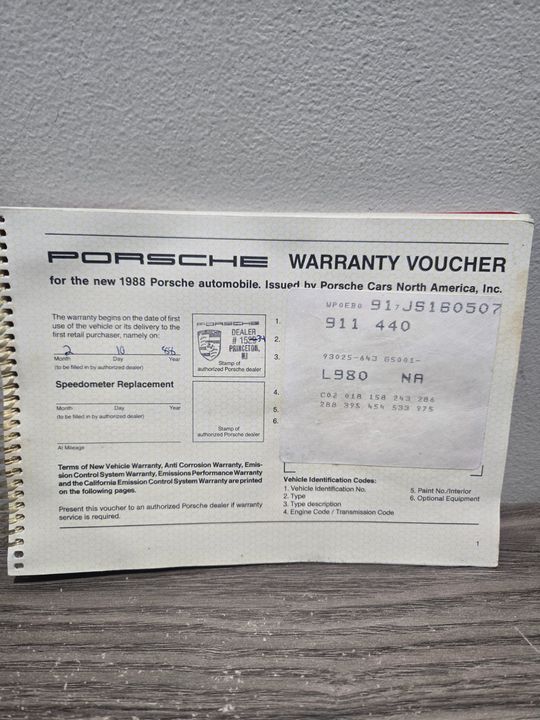 PORSCHE WARRANTY VOUCHER
for the new 1988 Porsche automobile. Issued by Porsche Cars North America, Inc.
The warranty begins on the date of first
use of the vehicle or its delivery to the
first retail purchaser, namely on:
2 10 88
Month Day Year
(to be filled in by authorized dealer)
Speedometer Replacement
Month Day Year
(to be filled in by authorized dealer)
At Mileage
PORSCHE
DEALER
PRINCETON,
NJ
Stamp of
authorized Porsche dealer
Stamp of
authorized Porsche dealer
1.
2.
3.
4.
5.
6.
WP0EB0 917JS160507
911 440
93025-643 G5001-
L980 NA
C02 018 158 243 286
288 395 454 533 975
Terms of New Vehicle Warranty, Anti Corrosion Warranty, Emis-
sion Control System Warranty, Emissions Performance Warranty
and the California Emission Control System Warranty are printed
on the following pages.
Present this voucher to an authorized Porsche dealer if warranty
service is required.
Vehicle Identification Codes:
1. Vehicle Identification No.
2. Type
3. Type description
4. Engine Code / Transmission Code
5. Paint No./Interior
6. Optional Equipment
1